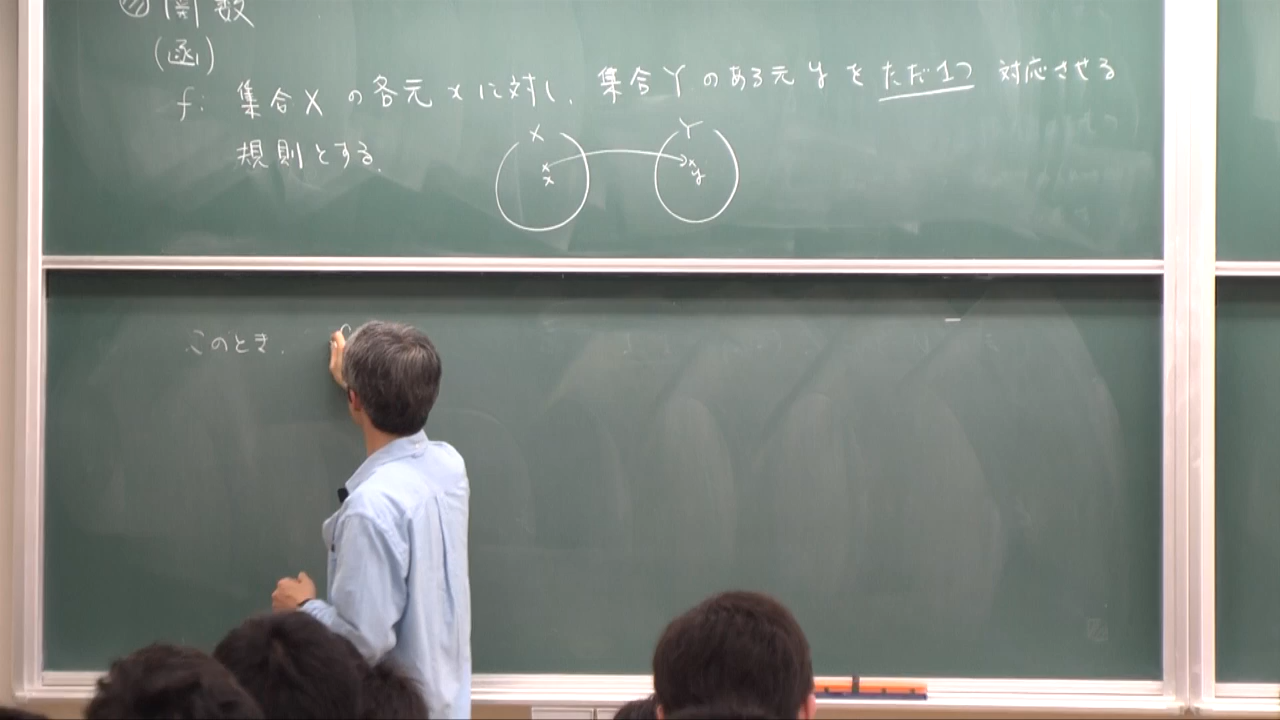 関数
(函)
f: 集合X の各元 x に対し、集合Y のある元 y を ただ1つ 対応させる
規則とする.
X Y
x y
このとき.